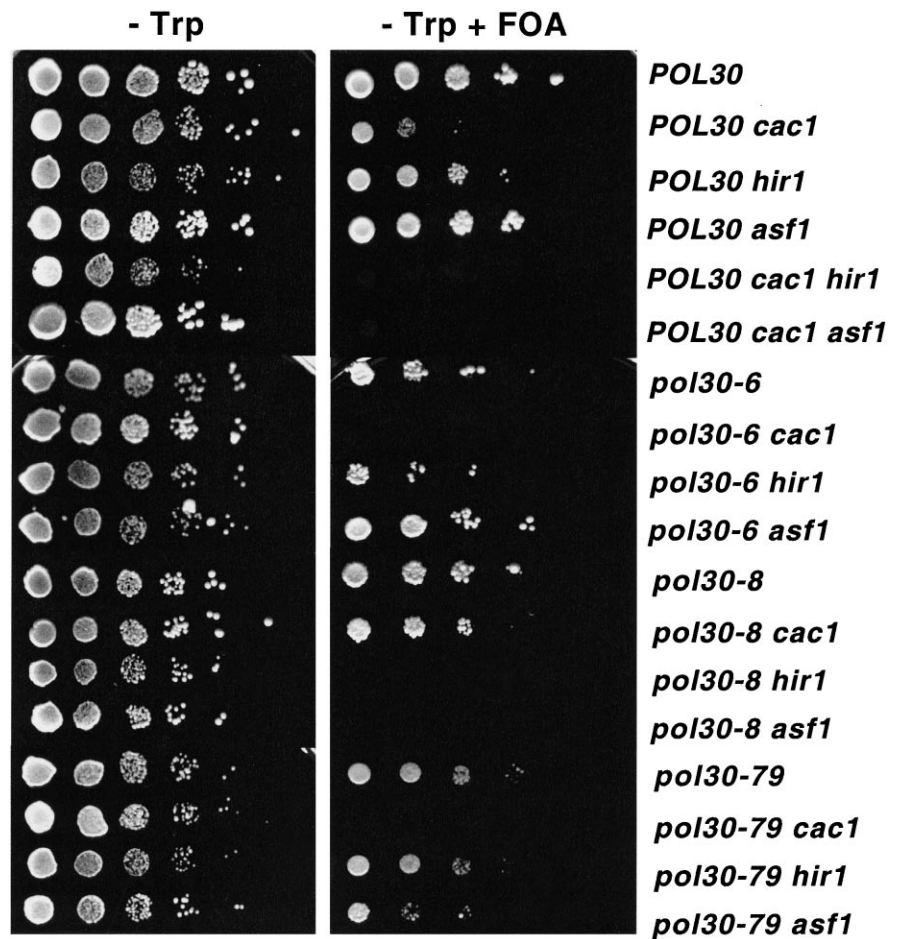 - Trp
- Trp + FOA
POL30
POL30 cac1
POL30 hir1
POL30 asf1
POL30 cac1 hir1
POL30 cac1 asf1
pol30-6
pol30-6 cac1
pol30-6 hir1
pol30-6 asf1
pol30-8
pol30-8 cac1
pol30-8 hir1
pol30-8 asf1
pol30-79
pol30-79 cac1
pol30-79 hir1
pol30-79 asf1